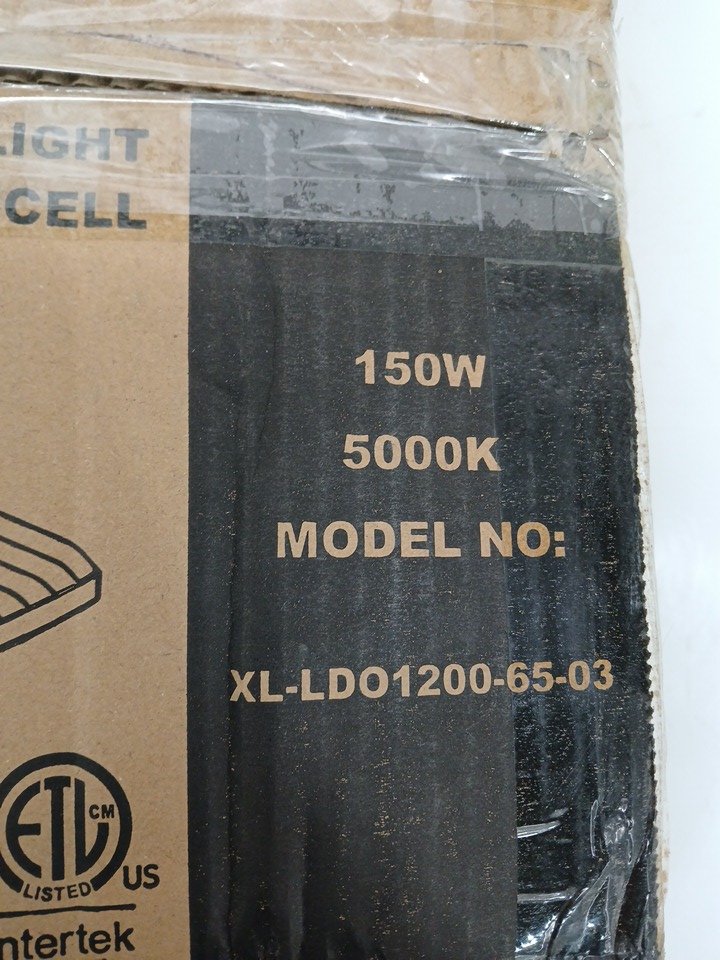 LIGHT
CELL
150W
5000K
MODEL NO:
XL-LDO1200-65-03
ETL CM
LISTED US
ntertek